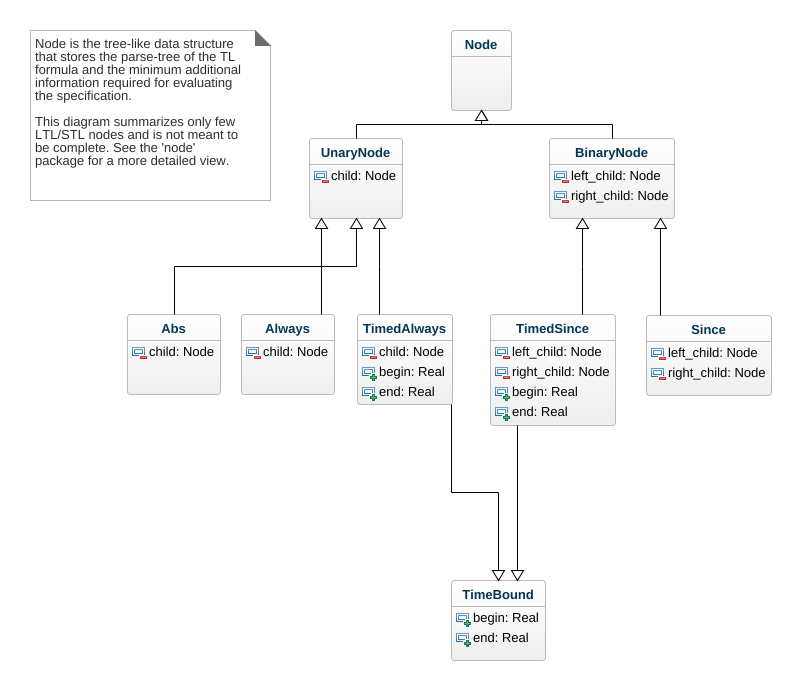 Node is the tree-like data structure
that stores the parse-tree of the TL
formula and the minimum additional
information required for evaluating
the specification.
This diagram summarizes only few
LTL/STL nodes and is not meant to
be complete. See the 'node'
package for a more detailed view.
Node
UnaryNode
child: Node
BinaryNode
left_child: Node
right_child: Node
Abs
child: Node
Always
child: Node
TimedAlways
child: Node
begin: Real
end: Real
TimedSince
left_child: Node
right_child: Node
begin: Real
end: Real
Since
left_child: Node
right_child: Node
TimeBound
begin: Real
end: Real